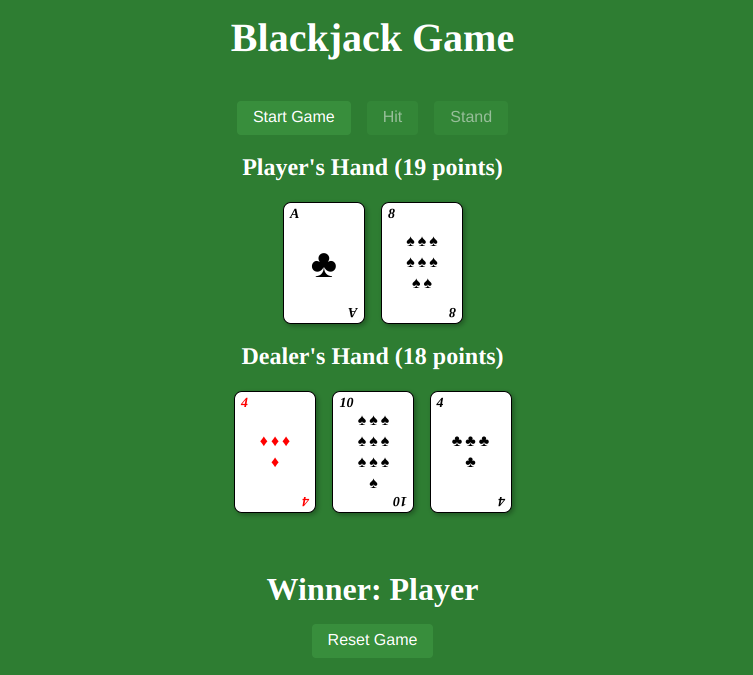 Blackjack Game
Start Game Hit Stand
Player's Hand (19 points)
A 8
A 8
Dealer's Hand (18 points)
4 10 4
4 10 4
Winner: Player
Reset Game